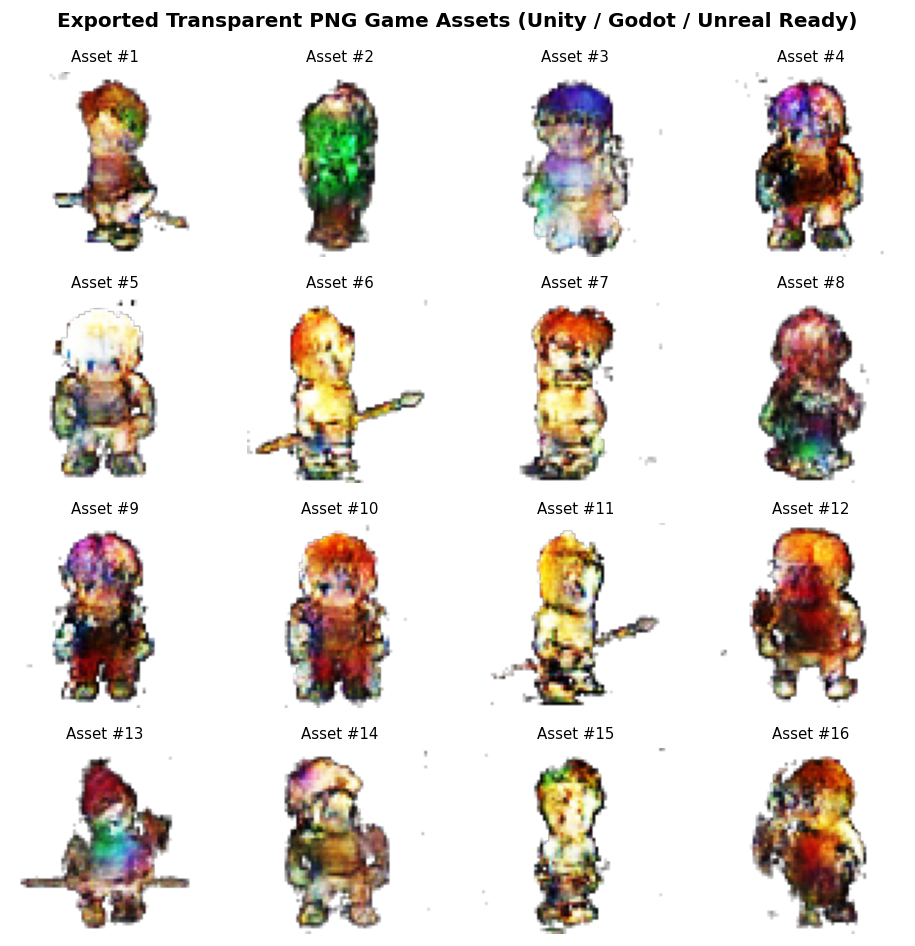 Exported Transparent PNG Game Assets (Unity / Godot / Unreal Ready)
Asset #1
Asset #2
Asset #3
Asset #4
Asset #5
Asset #6
Asset #7
Asset #8
Asset #9
Asset #10
Asset #11
Asset #12
Asset #13
Asset #14
Asset #15
Asset #16